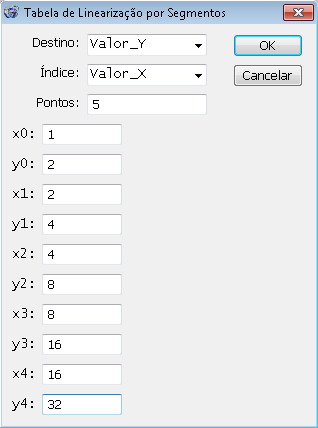 Tabela de Linearização por Segmentos
Destino: Valor_Y OK
Índice: Valor_X Cancelar
Pontos: 5
x0: 1
y0: 2
x1: 2
y1: 4
x2: 4
y2: 8
x3: 8
y3: 16
x4: 16
y4: 32